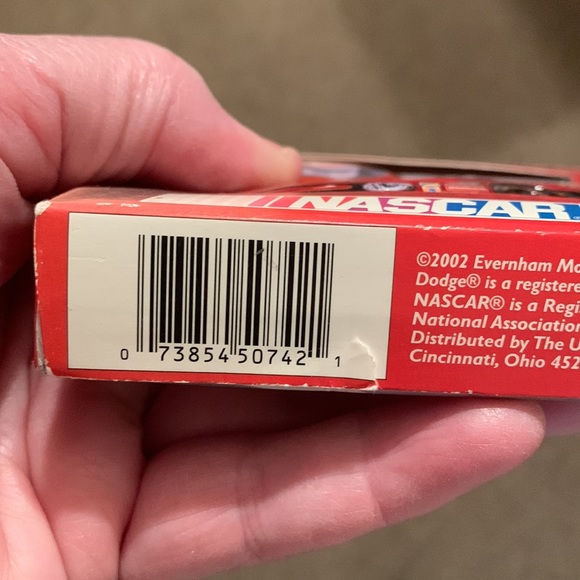 NASCAR
0 73854 50742 1
©2002 Evernham Mo
Dodge® is a registere
NASCAR® is a Regi
National Association
Distributed by The U
Cincinnati, Ohio 452